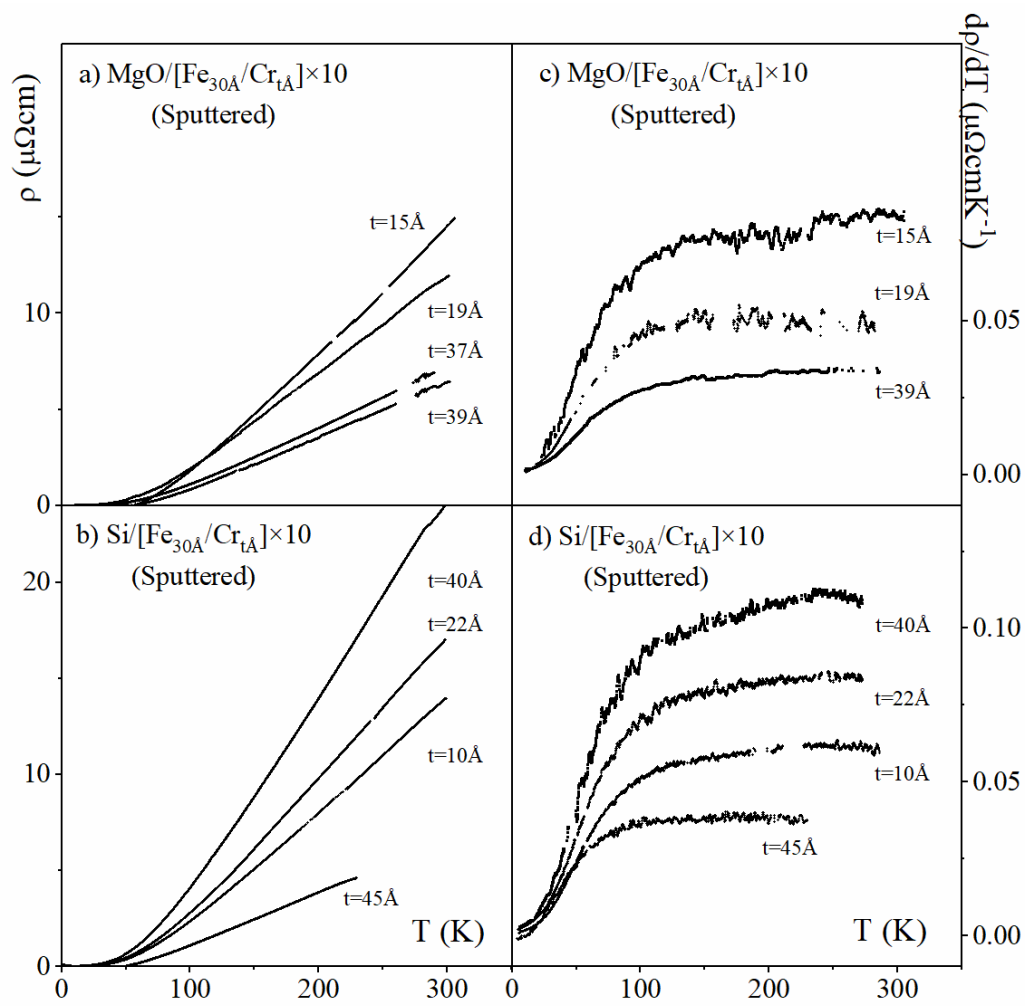 a) MgO/[Fe₃₀Å/CrₜÅ]×10
(Sputtered)
ρ (μΩcm)
t=15Å
t=19Å
t=37Å
t=39Å
10
0
c) MgO/[Fe₃₀Å/CrₜÅ]×10
(Sputtered)
dρ/dT (μΩcmK⁻¹)
t=15Å
t=19Å
t=39Å
0.05
0.00
b) Si/[Fe₃₀Å/CrₜÅ]×10
(Sputtered)
t=40Å
t=22Å
t=10Å
t=45Å
T (K)
20
10
0
0
100
200
300
d) Si/[Fe₃₀Å/CrₜÅ]×10
(Sputtered)
t=40Å
t=22Å
t=10Å
t=45Å
T (K)
0.10
0.05
0.00
0
100
200
300